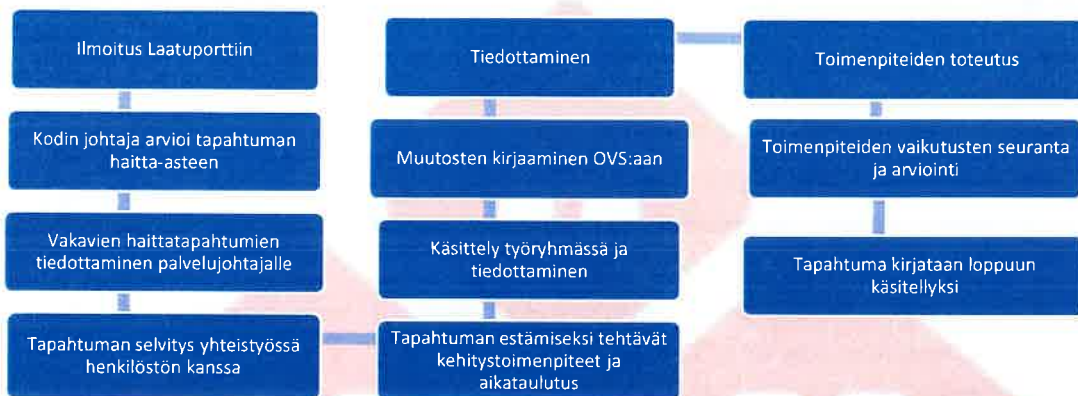 Ilmoitus Laatuporttiin
Kodin johtaja arvioi tapahtuman
haitta-asteen
Vakavien haittatapahtumien
tiedottaminen palvelujohtajalle
Tapahtuman selvitys yhteistyössä
henkilöstön kanssa
Tapahtuman estämiseksi tehtävät
kehitystoimenpiteet ja
aikataulutus
Käsittely työryhmässä ja
tiedottaminen
Muutosten kirjaaminen OVS:aan
Tiedottaminen
Toimenpiteiden toteutus
Toimenpiteiden vaikutusten seuranta
ja arviointi
Tapahtuma kirjataan loppuun
käsitellyksi